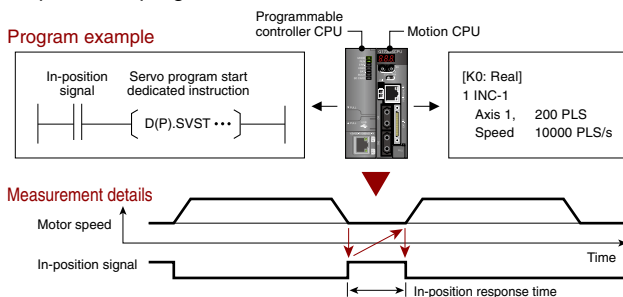 Programmable
controller CPU
Motion CPU
Program example
In-position
signal
Servo program start
dedicated instruction
D(P).SVST •••
[K0: Real]
1 INC-1
Axis 1, 200 PLS
Speed 10000 PLS/s
Measurement details
Motor speed
Time
In-position signal
In-position response time